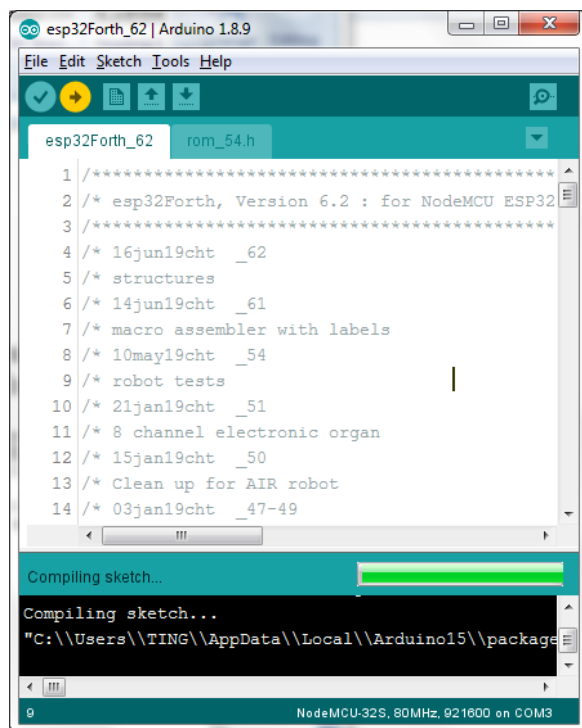 esp32Forth_62 | Arduino 1.8.9
File Edit Sketch Tools Help
esp32Forth_62 rom_54.h
1 /*********************************************
2 /* esp32Forth, Version 6.2 : for NodeMCU ESP32
3 /*********************************************
4 /* 16jun19cht _62
5 /* structures
6 /* 14jun19cht _61
7 /* macro assembler with labels
8 /* 10may19cht _54
9 /* robot tests
10 /* 21jan19cht _51
11 /* 8 channel electronic organ
12 /* 15jan19cht _50
13 /* Clean up for AIR robot
14 /* 03jan19cht _47-49
Compiling sketch...
Compiling sketch...
"C:\\Users\\TING\\AppData\\Local\\Arduino15\\package
9 NodeMCU-32S, 80MHz, 921600 on COM3